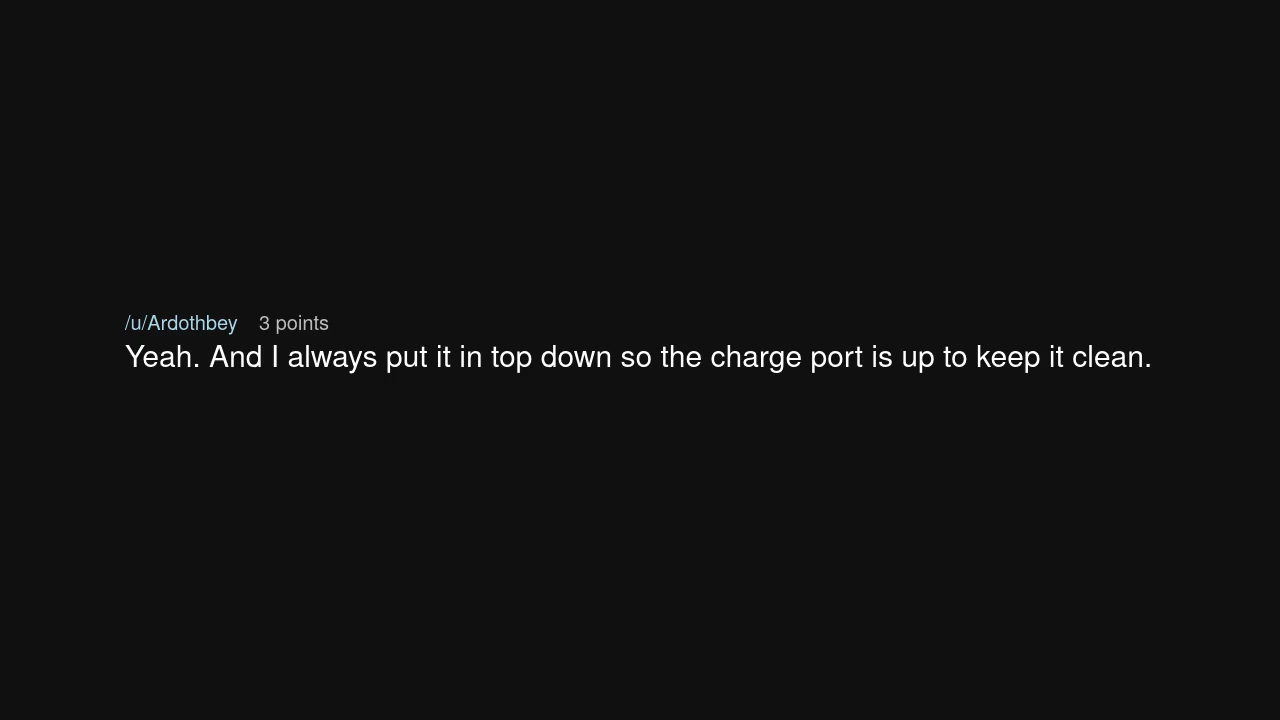 /u/Ardothbey 3 points
Yeah. And I always put it in top down so the charge port is up to keep it clean.